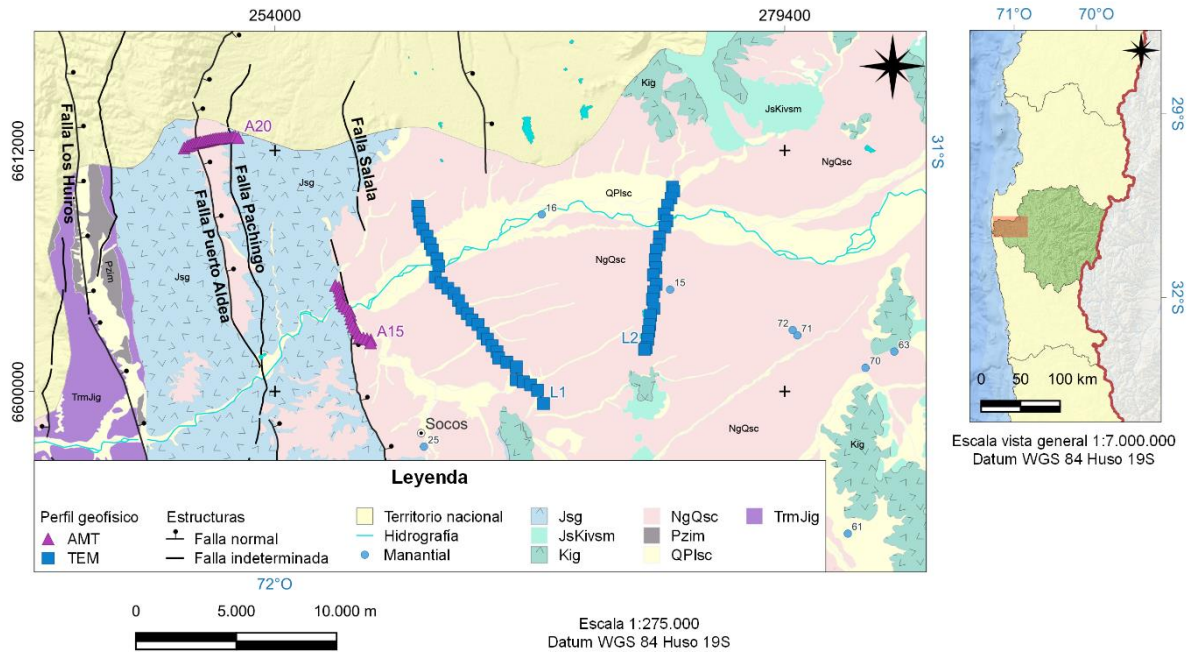 254000
279400
71°O
70°O
Kig
JsKivsm
Falla Los Huiros
A20
Falla Salala
NgQsc
6612000
31°S
29°S
Jsg
QPlsc
Falla Pachingo
16
Falla Puerto Aldea
Jsg
Pzim
NgQsc
15
A15
72
71
L2
63
32°S
70
6600000
L1
TrmJig
Socos
25
NgQsc
Kig
0 50 100 km
Escala vista general 1:7.000.000
Datum WGS 84 Huso 19S
Leyenda
Perfil geofísico
AMT
TEM
Estructuras
Falla normal
Falla indeterminada
Territorio nacional
Hidrografía
Manantial
Jsg
JsKivsm
Kig
NgQsc
Pzim
QPlsc
TrmJig
61
72°O
0 5.000 10.000 m
Escala 1:275.000
Datum WGS 84 Huso 19S